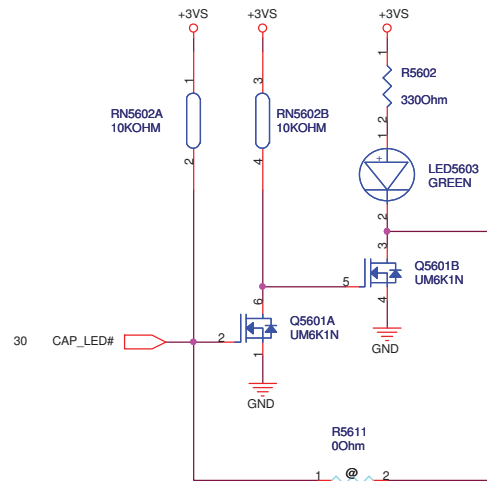 +3VS +3VS +3VS
1 3 1
R5602
330Ohm
RN5602A
10KOHM
RN5602B
10KOHM
2 4 2
1
+
LED5603
GREEN
2
3
Q5601B
UM6K1N
5
4
6
Q5601A
UM6K1N
30 CAP_LED# 2
1
GND
GND
R5611
0Ohm
1 @ 2